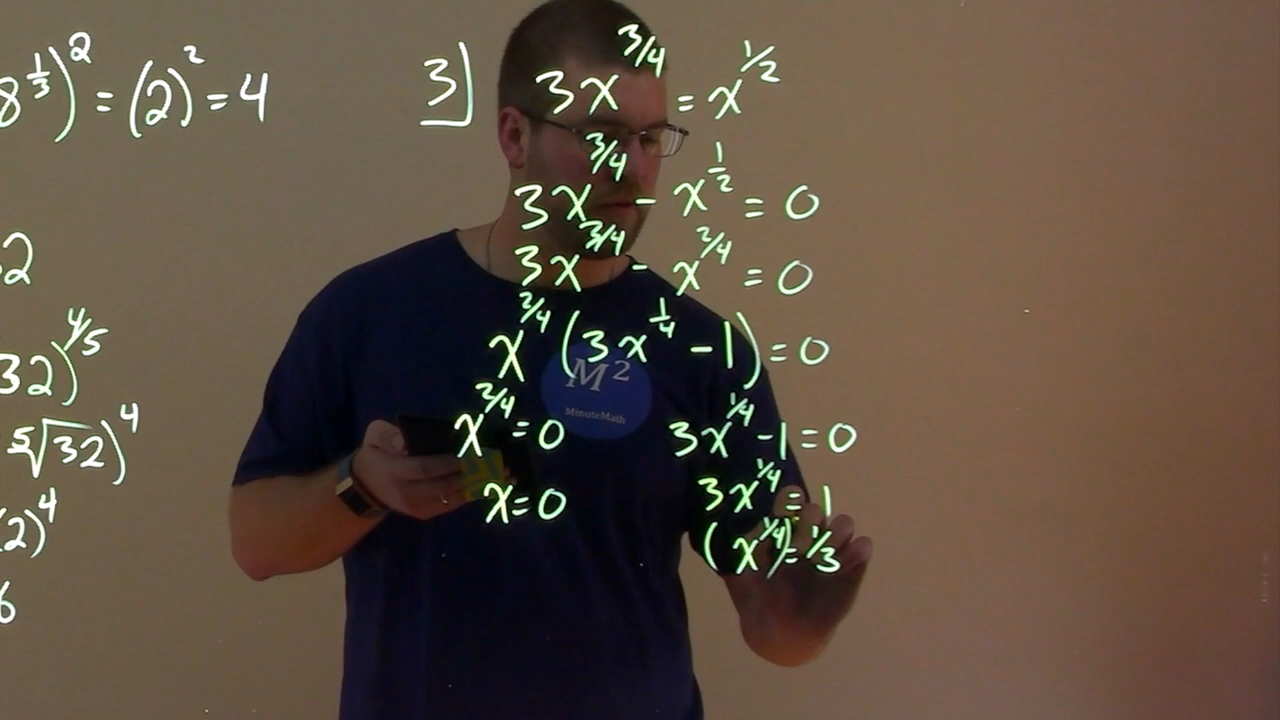 8^(1/3))^2 = (2)^2 = 4
2
32)^(4/5)
⁵√32)^4
(2)^4
6
3] 3x^(3/4) = x^(1/2)
3x^(3/4) - x^(1/2) = 0
3x^(3/4) - x^(2/4) = 0
x^(2/4) (3x^(1/4) - 1) = 0
x^(2/4) = 0
x = 0
3x^(1/4) - 1 = 0
3x^(1/4) = 1
(x^(1/4)) = 1/3
M²
MinuteMath